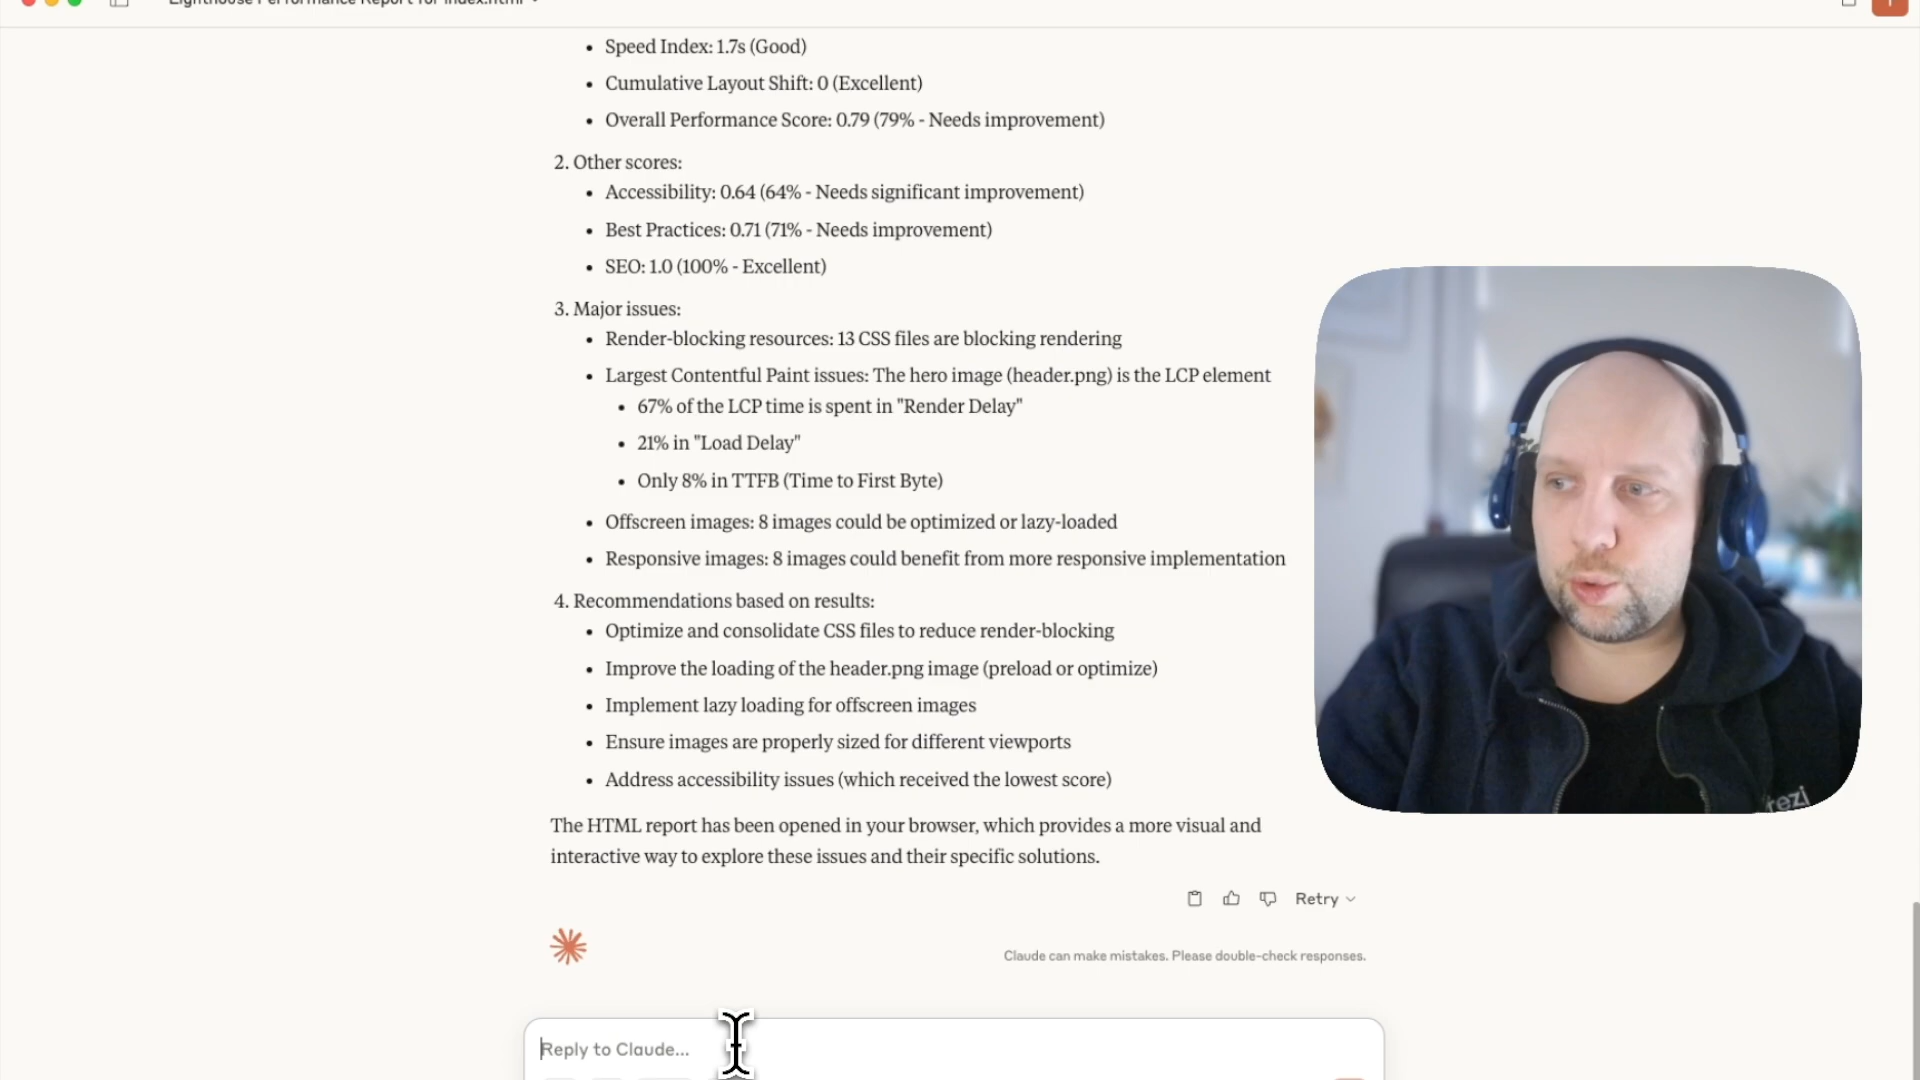 Lighthouse Performance Report for index.html
• Speed Index: 1.7s (Good)
• Cumulative Layout Shift: 0 (Excellent)
• Overall Performance Score: 0.79 (79% - Needs improvement)
2. Other scores:
• Accessibility: 0.64 (64% - Needs significant improvement)
• Best Practices: 0.71 (71% - Needs improvement)
• SEO: 1.0 (100% - Excellent)
3. Major issues:
• Render-blocking resources: 13 CSS files are blocking rendering
• Largest Contentful Paint issues: The hero image (header.png) is the LCP element
• 67% of the LCP time is spent in "Render Delay"
• 21% in "Load Delay"
• Only 8% in TTFB (Time to First Byte)
• Offscreen images: 8 images could be optimized or lazy-loaded
• Responsive images: 8 images could benefit from more responsive implementation
4. Recommendations based on results:
• Optimize and consolidate CSS files to reduce render-blocking
• Improve the loading of the header.png image (preload or optimize)
• Implement lazy loading for offscreen images
• Ensure images are properly sized for different viewports
• Address accessibility issues (which received the lowest score)
The HTML report has been opened in your browser, which provides a more visual and
interactive way to explore these issues and their specific solutions.
Retry
Claude can make mistakes. Please double-check responses.
Reply to Claude...
rezi